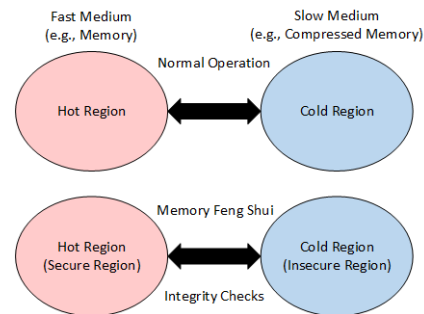 Fast Medium
(e.g., Memory)
Slow Medium
(e.g., Compressed Memory)
Normal Operation
Hot Region
Cold Region
Memory Feng Shui
Hot Region
(Secure Region)
Cold Region
(Insecure Region)
Integrity Checks